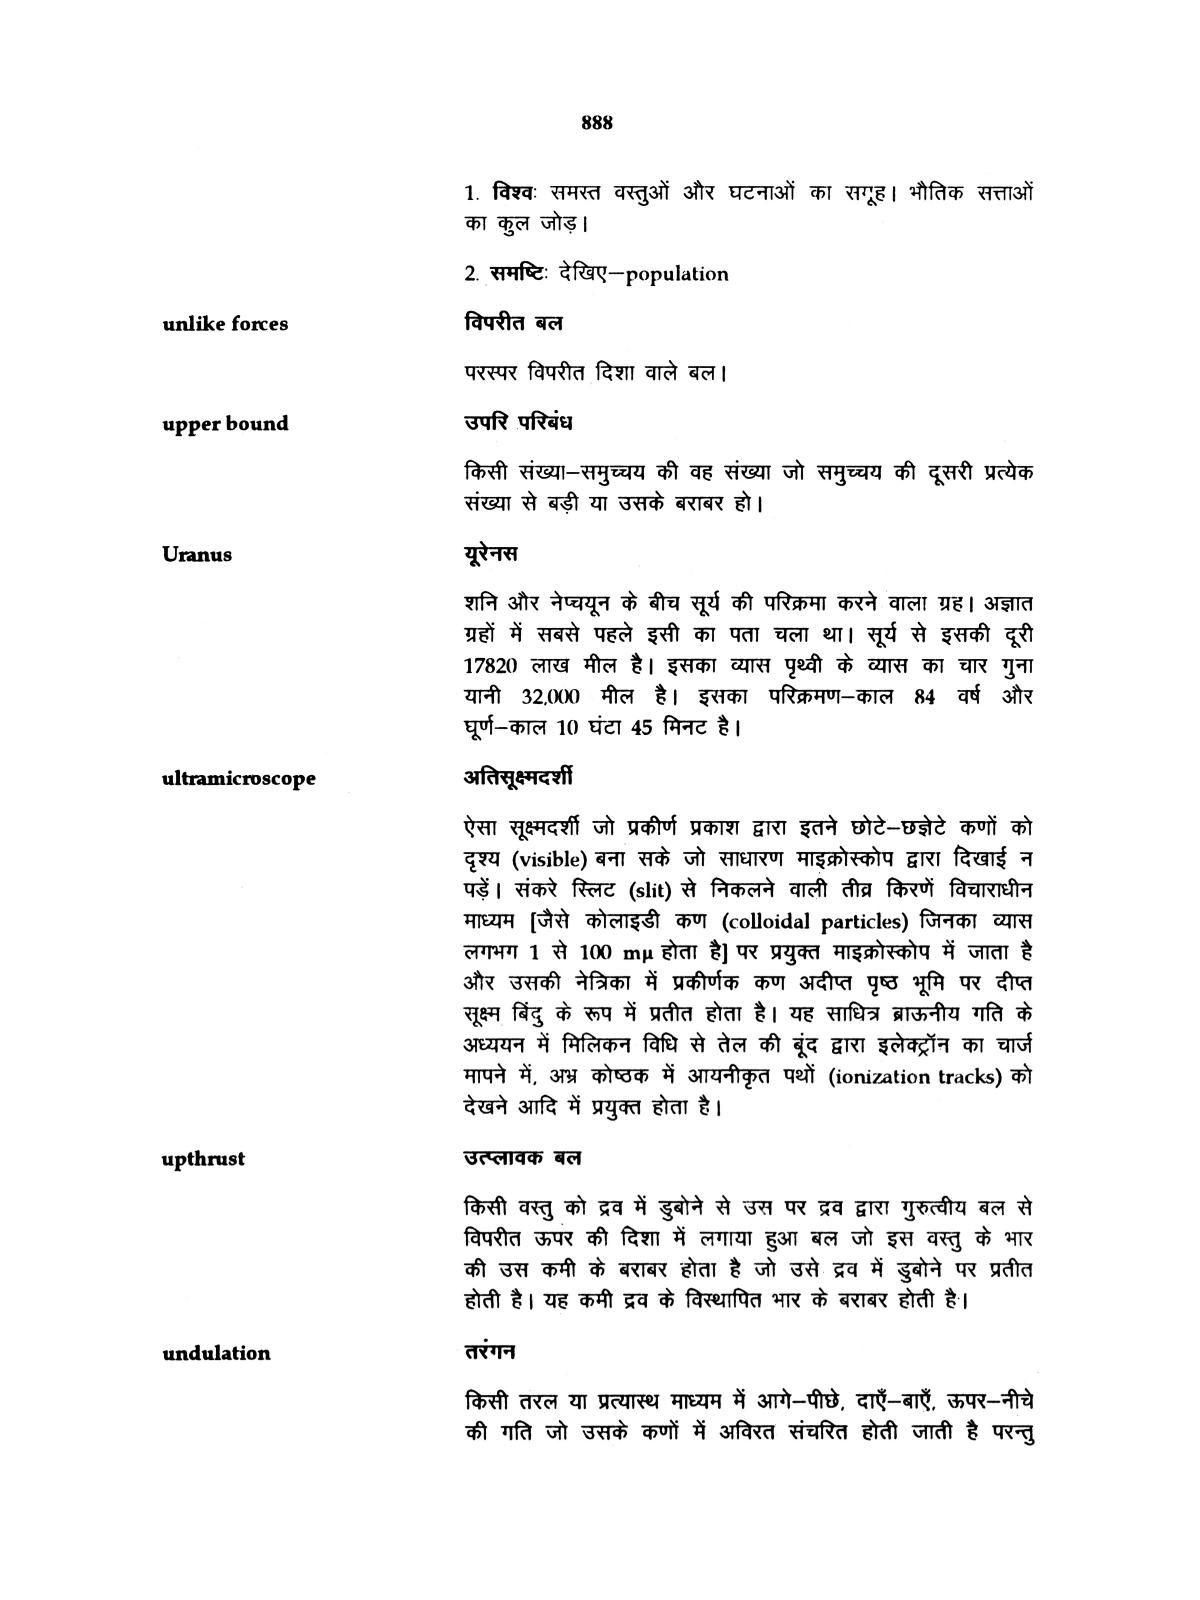 888
1. विश्वः समस्त वस्तुओं और घटनाओं का सगूह। भौतिक सत्ताओं
का कुल जोड़।
2. समष्टिः देखिए–population
unlike forces विपरीत बल
परस्पर विपरीत दिशा वाले बल।
upper bound उपरि परिबंध
किसी संख्या–समुच्चय की वह संख्या जो समुच्चय की दूसरी प्रत्येक
संख्या से बड़ी या उसके बराबर हो।
Uranus यूरेनस
शनि और नेप्चयून के बीच सूर्य की परिक्रमा करने वाला ग्रह। अज्ञात
ग्रहों में सबसे पहले इसी का पता चला था। सूर्य से इसकी दूरी
17820 लाख मील है। इसका व्यास पृथ्वी के व्यास का चार गुना
यानी 32,000 मील है। इसका परिक्रमण–काल 84 वर्ष और
घूर्ण–काल 10 घंटा 45 मिनट है।
ultramicroscope अतिसूक्ष्मदर्शी
ऐसा सूक्ष्मदर्शी जो प्रकीर्ण प्रकाश द्वारा इतने छोटे–छज्ञेटे कणों को
दृश्य (visible) बना सके जो साधारण माइक्रोस्कोप द्वारा दिखाई न
पड़ें। संकरे स्लिट (slit) से निकलने वाली तीव्र किरणें विचाराधीन
माध्यम [जैसे कोलाइडी कण (colloidal particles) जिनका व्यास
लगभग 1 से 100 mµ होता है] पर प्रयुक्त माइक्रोस्कोप में जाता है
और उसकी नेत्रिका में प्रकीर्णक कण अदीप्त पृष्ठ भूमि पर दीप्त
सूक्ष्म बिंदु के रूप में प्रतीत होता है। यह साधित्र ब्राऊनीय गति के
अध्ययन में मिलिकन विधि से तेल की बूंद द्वारा इलेक्ट्रॉन का चार्ज
मापने में, अभ्र कोष्ठक में आयनीकृत पथों (ionization tracks) को
देखने आदि में प्रयुक्त होता है।
upthrust उत्प्लावक बल
किसी वस्तु को द्रव में डुबोने से उस पर द्रव द्वारा गुरुत्वीय बल से
विपरीत ऊपर की दिशा में लगाया हुआ बल जो इस वस्तु के भार
की उस कमी के बराबर होता है जो उसे द्रव में डुबोने पर प्रतीत
होती है। यह कमी द्रव के विस्थापित भार के बराबर होती है।
undulation तरंगन
किसी तरल या प्रत्यास्थ माध्यम में आगे–पीछे, दाएँ–बाएँ, ऊपर–नीचे
की गति जो उसके कणों में अविरत संचरित होती जाती है परन्तु